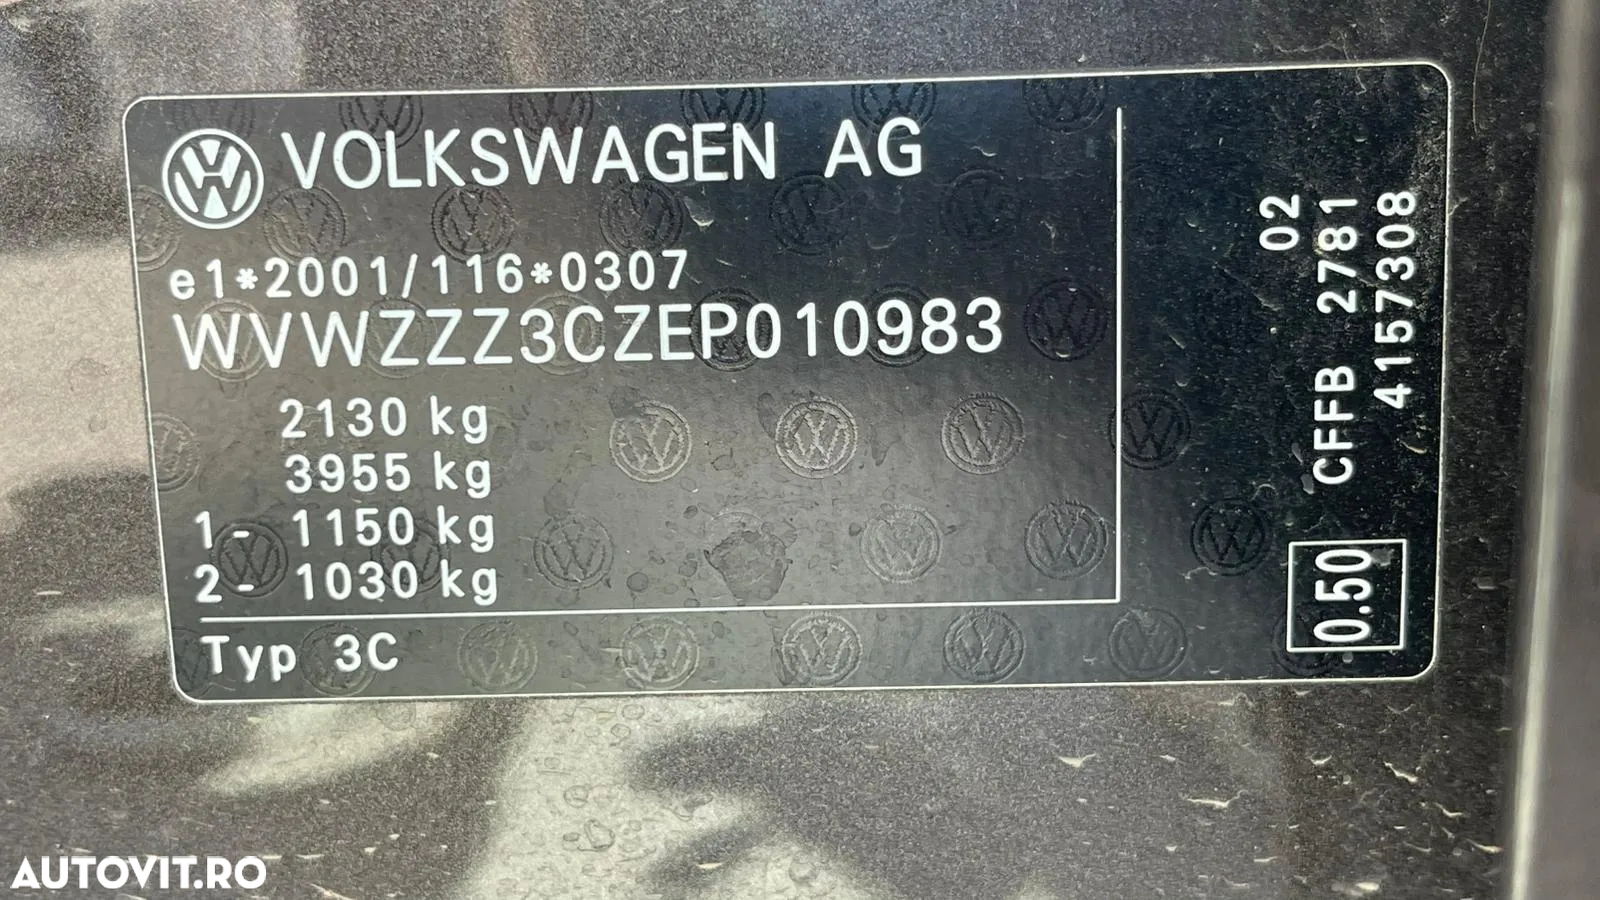 VOLKSWAGEN AG
e1*2001/116*0307
WVWZZZ3CZEP010983
2130 kg
3955 kg
1- 1150 kg
2- 1030 kg
Typ 3C
02
CFFB 2781
4157308
0.50
AUTOVIT.RO